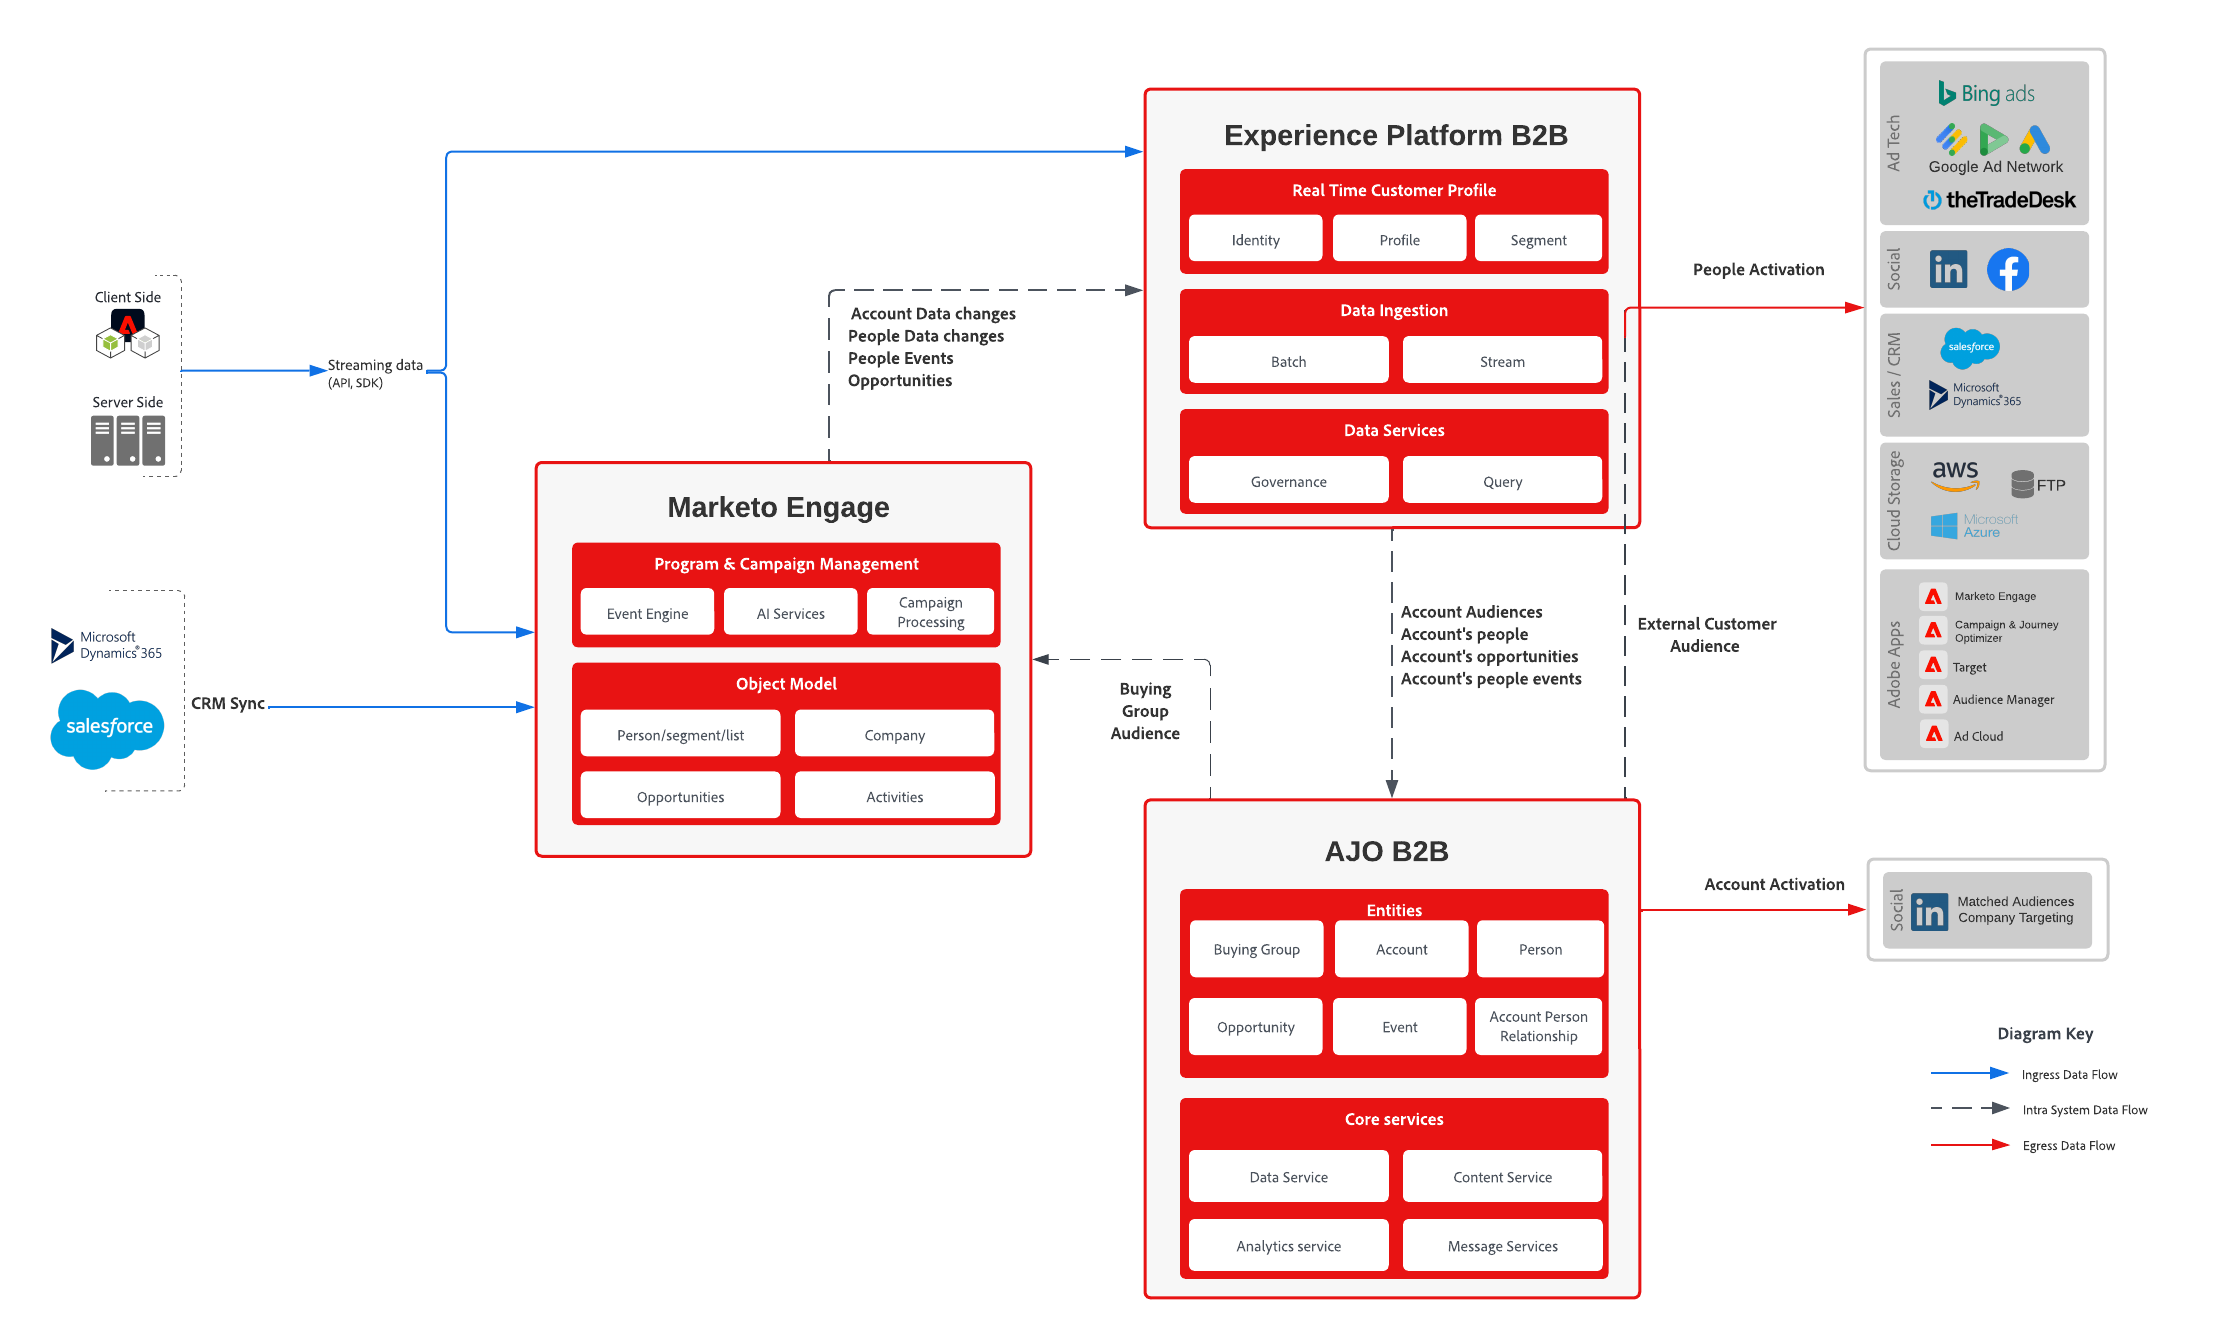 Client Side
Server Side
Streaming data
(API, SDK)
Microsoft
Dynamics®365
salesforce
CRM Sync
Account Data changes
People Data changes
People Events
Opportunities
Marketo Engage
Program & Campaign Management
Event Engine
AI Services
Campaign
Processing
Object Model
Person/segment/list
Company
Opportunities
Activities
Experience Platform B2B
Real Time Customer Profile
Identity
Profile
Segment
Data Ingestion
Batch
Stream
Data Services
Governance
Query
Buying
Group
Audience
Account Audiences
Account's people
Account's opportunities
Account's people events
External Customer
Audience
AJO B2B
Entities
Buying Group
Account
Person
Opportunity
Event
Account Person
Relationship
Core services
Data Service
Content Service
Analytics service
Message Services
People Activation
Ad Tech
Bing ads
Google Ad Network
theTradeDesk
Social
in
Sales / CRM
salesforce
Microsoft
Dynamics®365
Cloud Storage
aws
FTP
Microsoft
Azure
Adobe Apps
Marketo Engage
Campaign & Journey
Optimizer
Target
Audience Manager
Ad Cloud
Account Activation
Social
in
Matched Audiences
Company Targeting
Diagram Key
Ingress Data Flow
Intra System Data Flow
Egress Data Flow